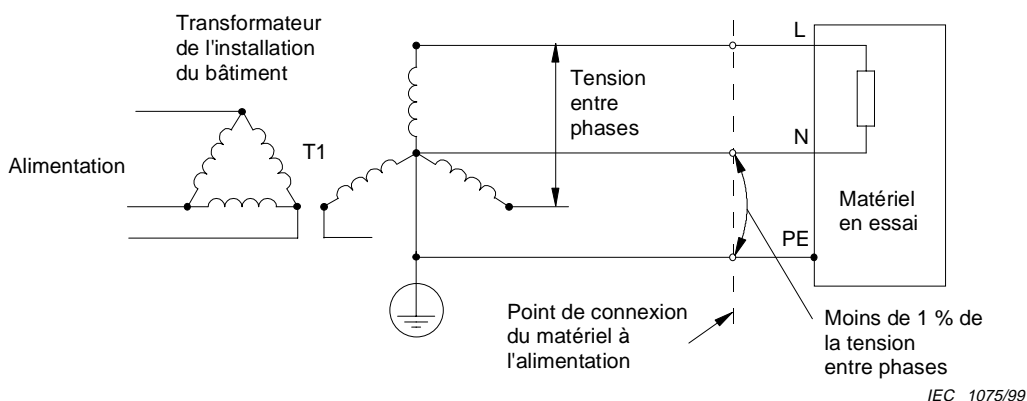 Transformateur
de l'installation
du bâtiment
Alimentation
T1
Tension
entre
phases
L
N
PE
Matériel
en essai
Point de connexion
du matériel à
l'alimentation
Moins de 1 % de
la tension
entre phases
IEC 1075/99